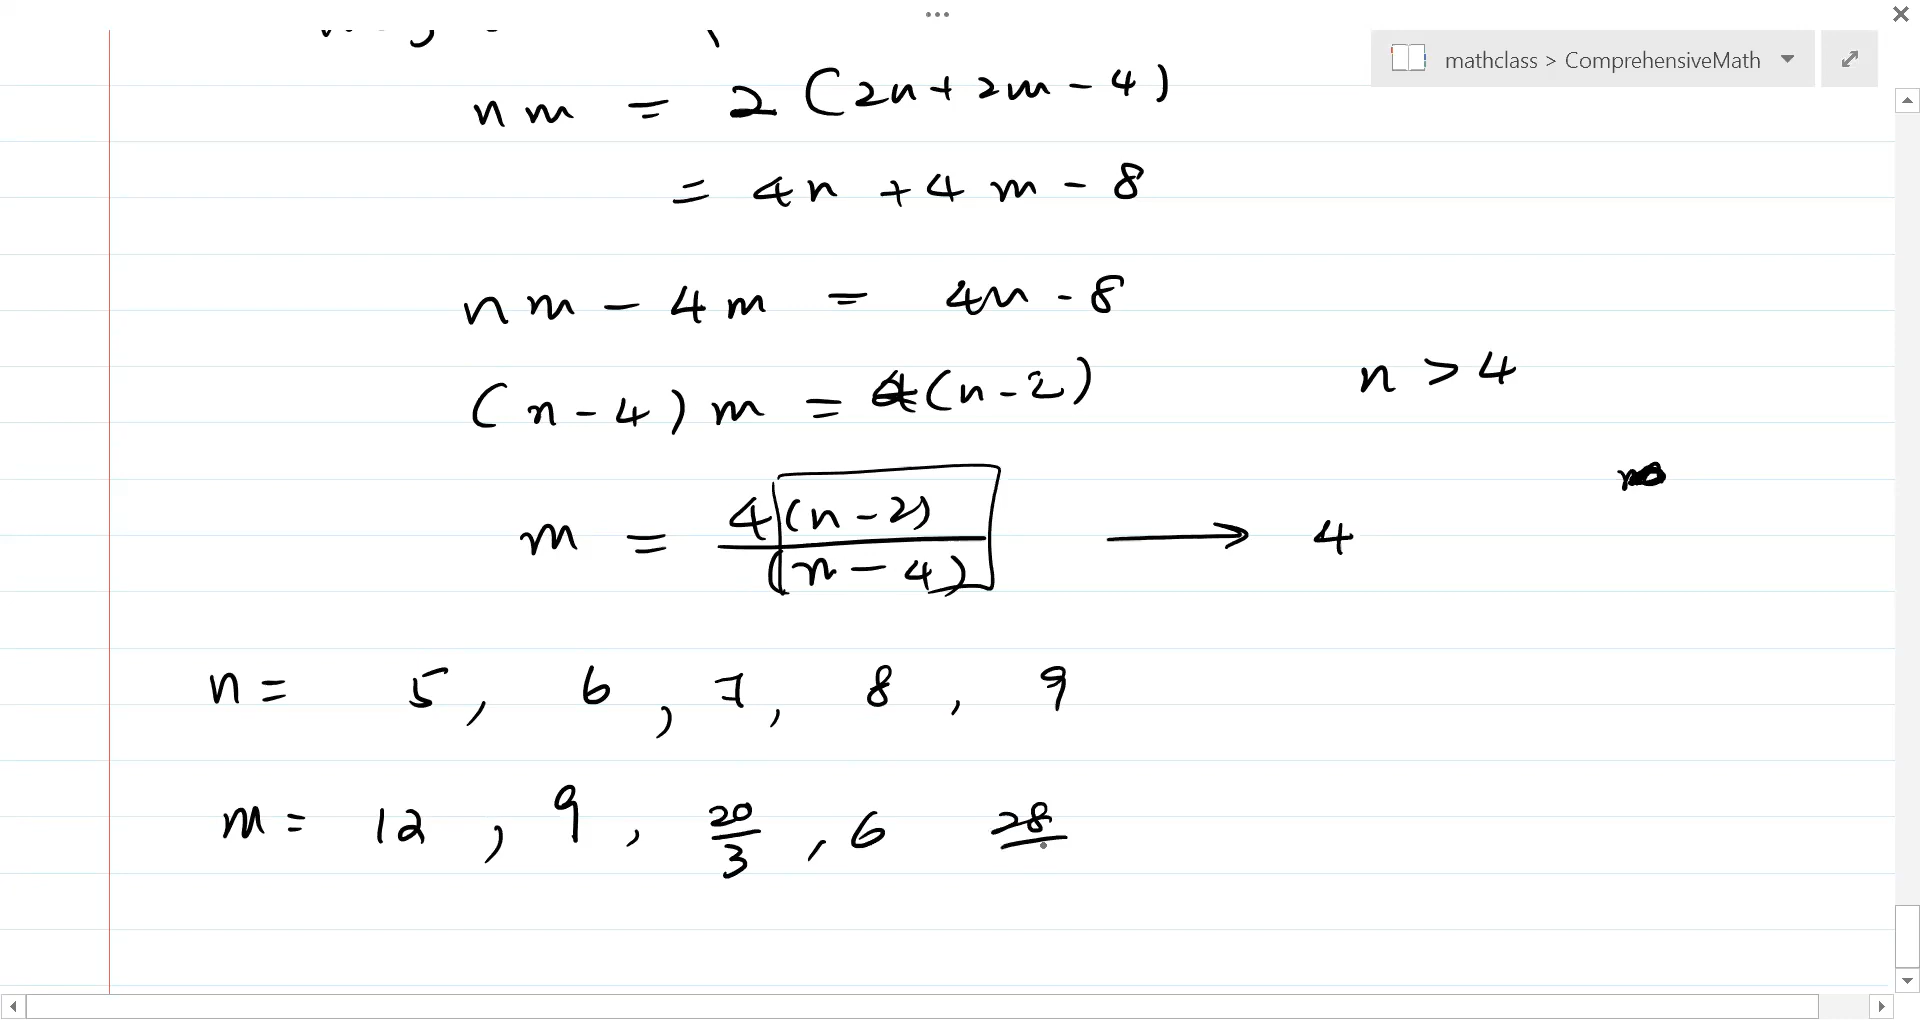 mathclass > ComprehensiveMath
nm = 2 (2n + 2m - 4)
= 4n + 4m - 8
nm - 4m = 4n - 8
(n - 4) m = 4(n - 2) n > 4
m = 4(n-2)/(n-4) → 4
n = 5, 6, 7, 8, 9
m = 12, 9, 20/3, 6 28